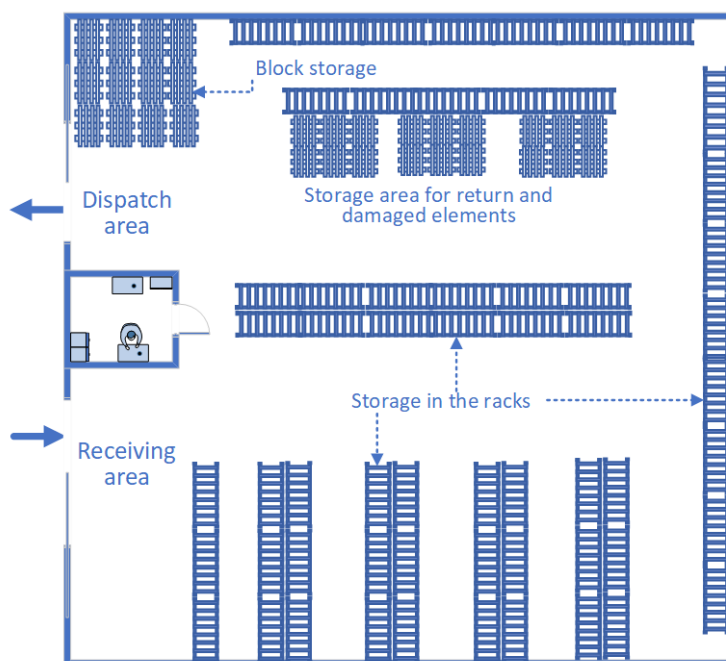 Block storage
Storage area for return and
damaged elements
Dispatch
area
Storage in the racks
Receiving
area